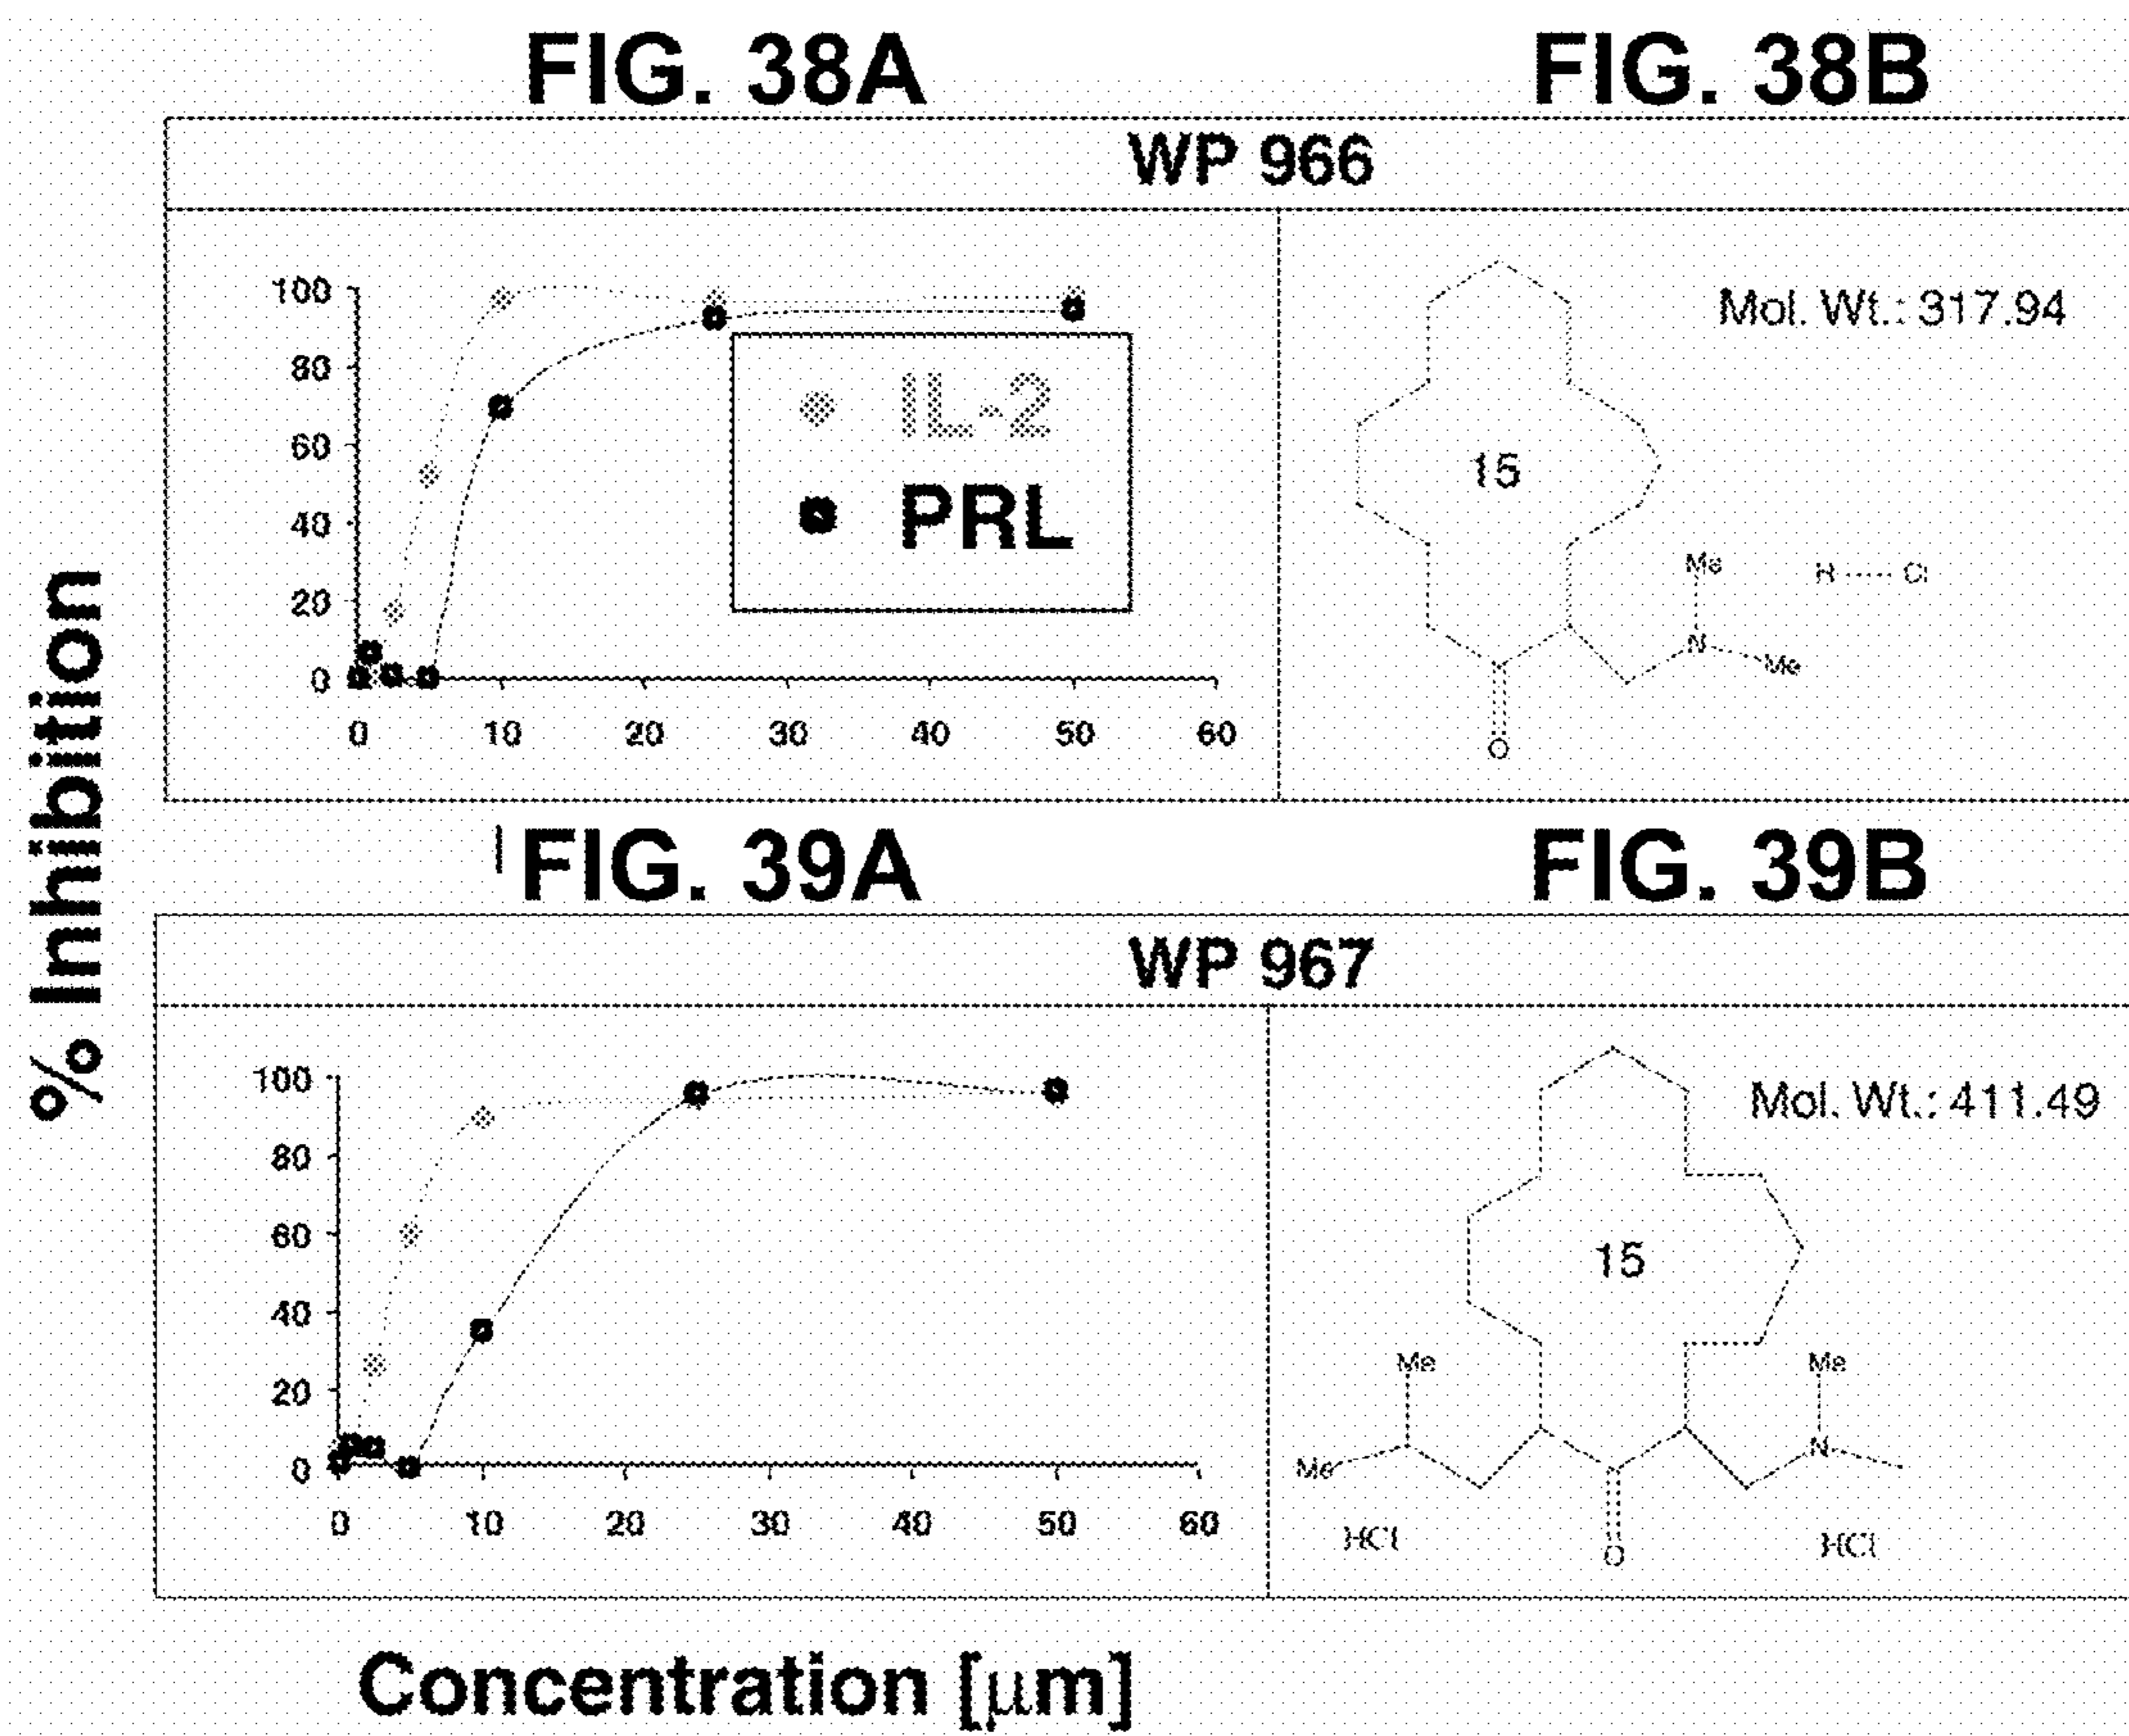 FIG. 38A
FIG. 38B
WP 966
100
80
60
40
20
0
0 10 20 30 40 50 60
IL-2
PRL
Mol. Wt.: 317.94
15
Me
H Cl
N
Me
O
% Inhibition
FIG. 39A
FIG. 39B
WP 967
100
80
60
40
20
0
0 10 20 30 40 50 60
Mol. Wt.: 411.49
15
Me
Me
N
Me
O
HCl
HCl
Concentration [µm]